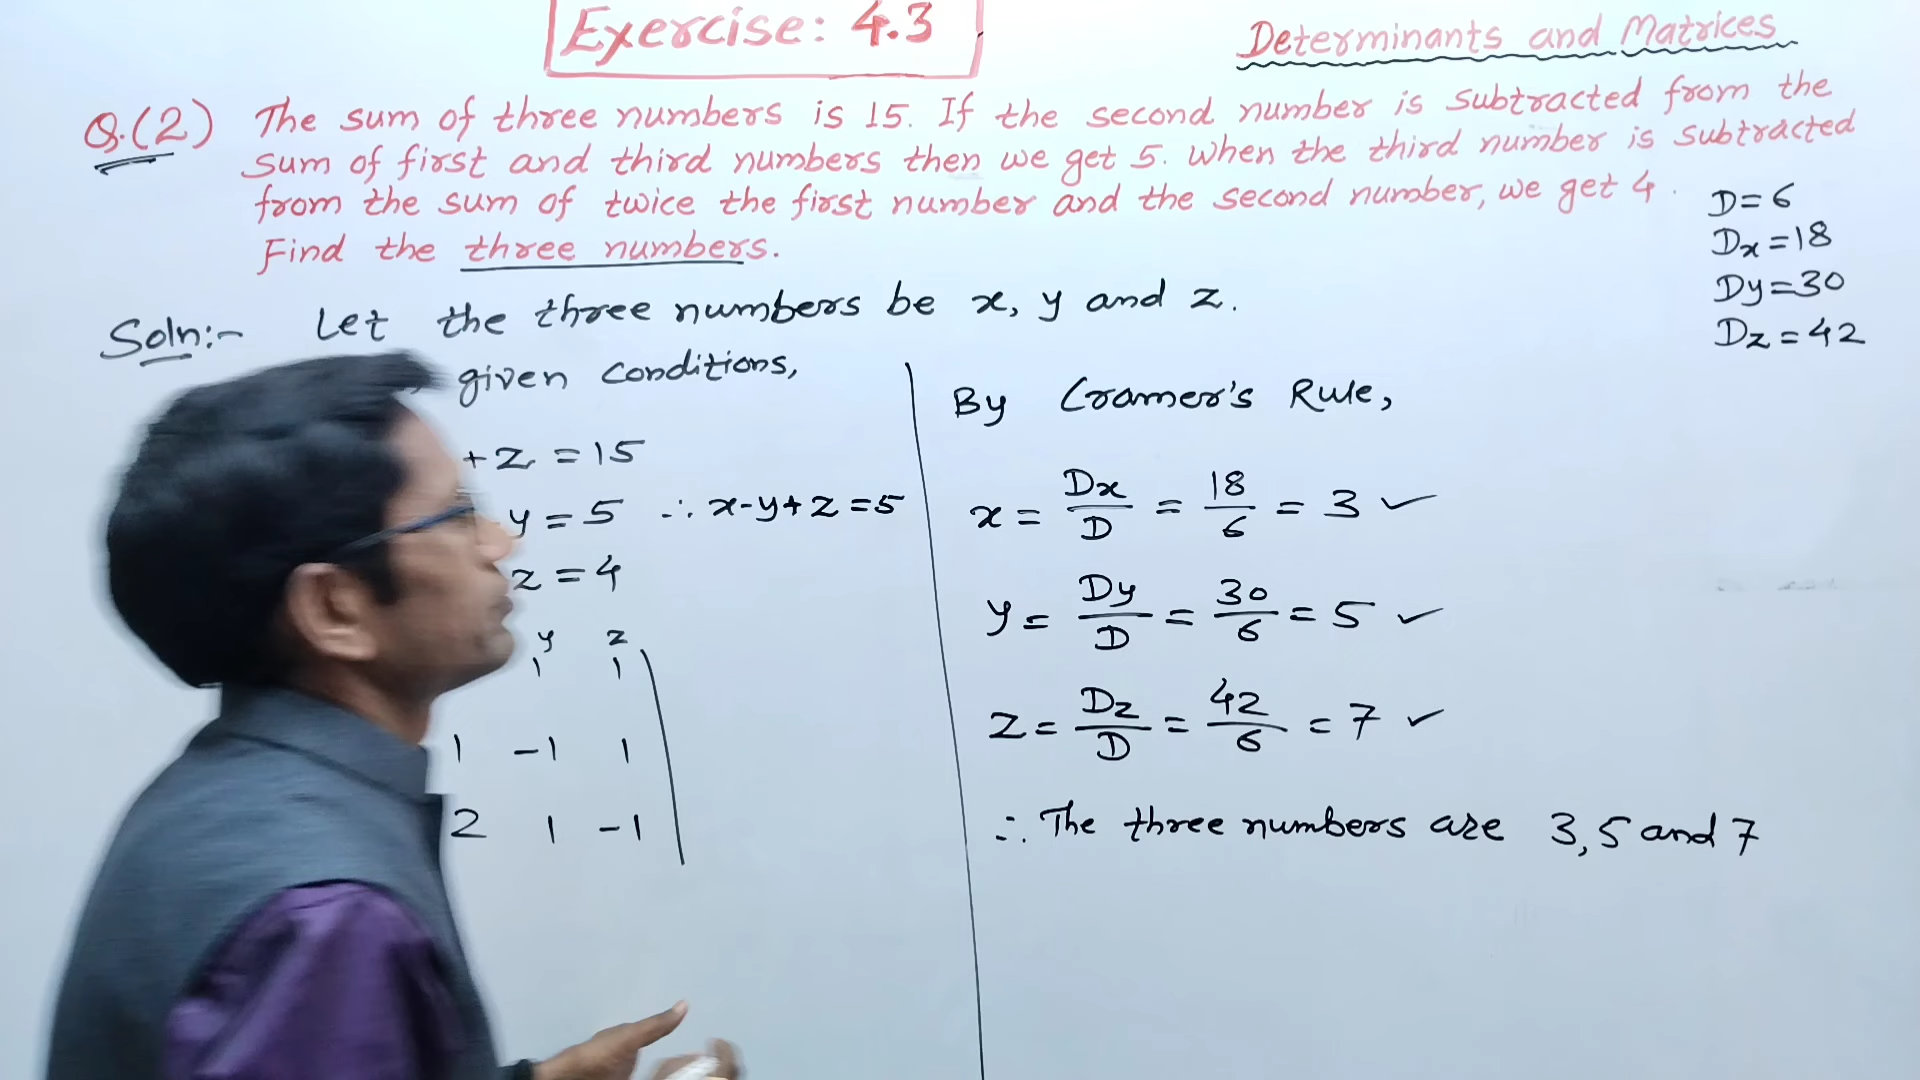 Exercise: 4.3
Determinants and Matrices
Q.(2) The sum of three numbers is 15. If the second number is subtracted from the
sum of first and third numbers then we get 5. When the third number is subtracted
from the sum of twice the first number and the second number, we get 4.
Find the three numbers.
D=6
Dx=18
Dy=30
Dz=42
Soln:- Let the three numbers be x, y and z.
given conditions,
+z=15
y=5 ∴ x-y+z=5
z=4
y z
1 1
1 -1 1
2 1 -1
By Cramer's Rule,
x = Dx/D = 18/6 = 3 ✓
y = Dy/D = 30/6 = 5 ✓
z = Dz/D = 42/6 = 7 ✓
∴ The three numbers are 3, 5 and 7